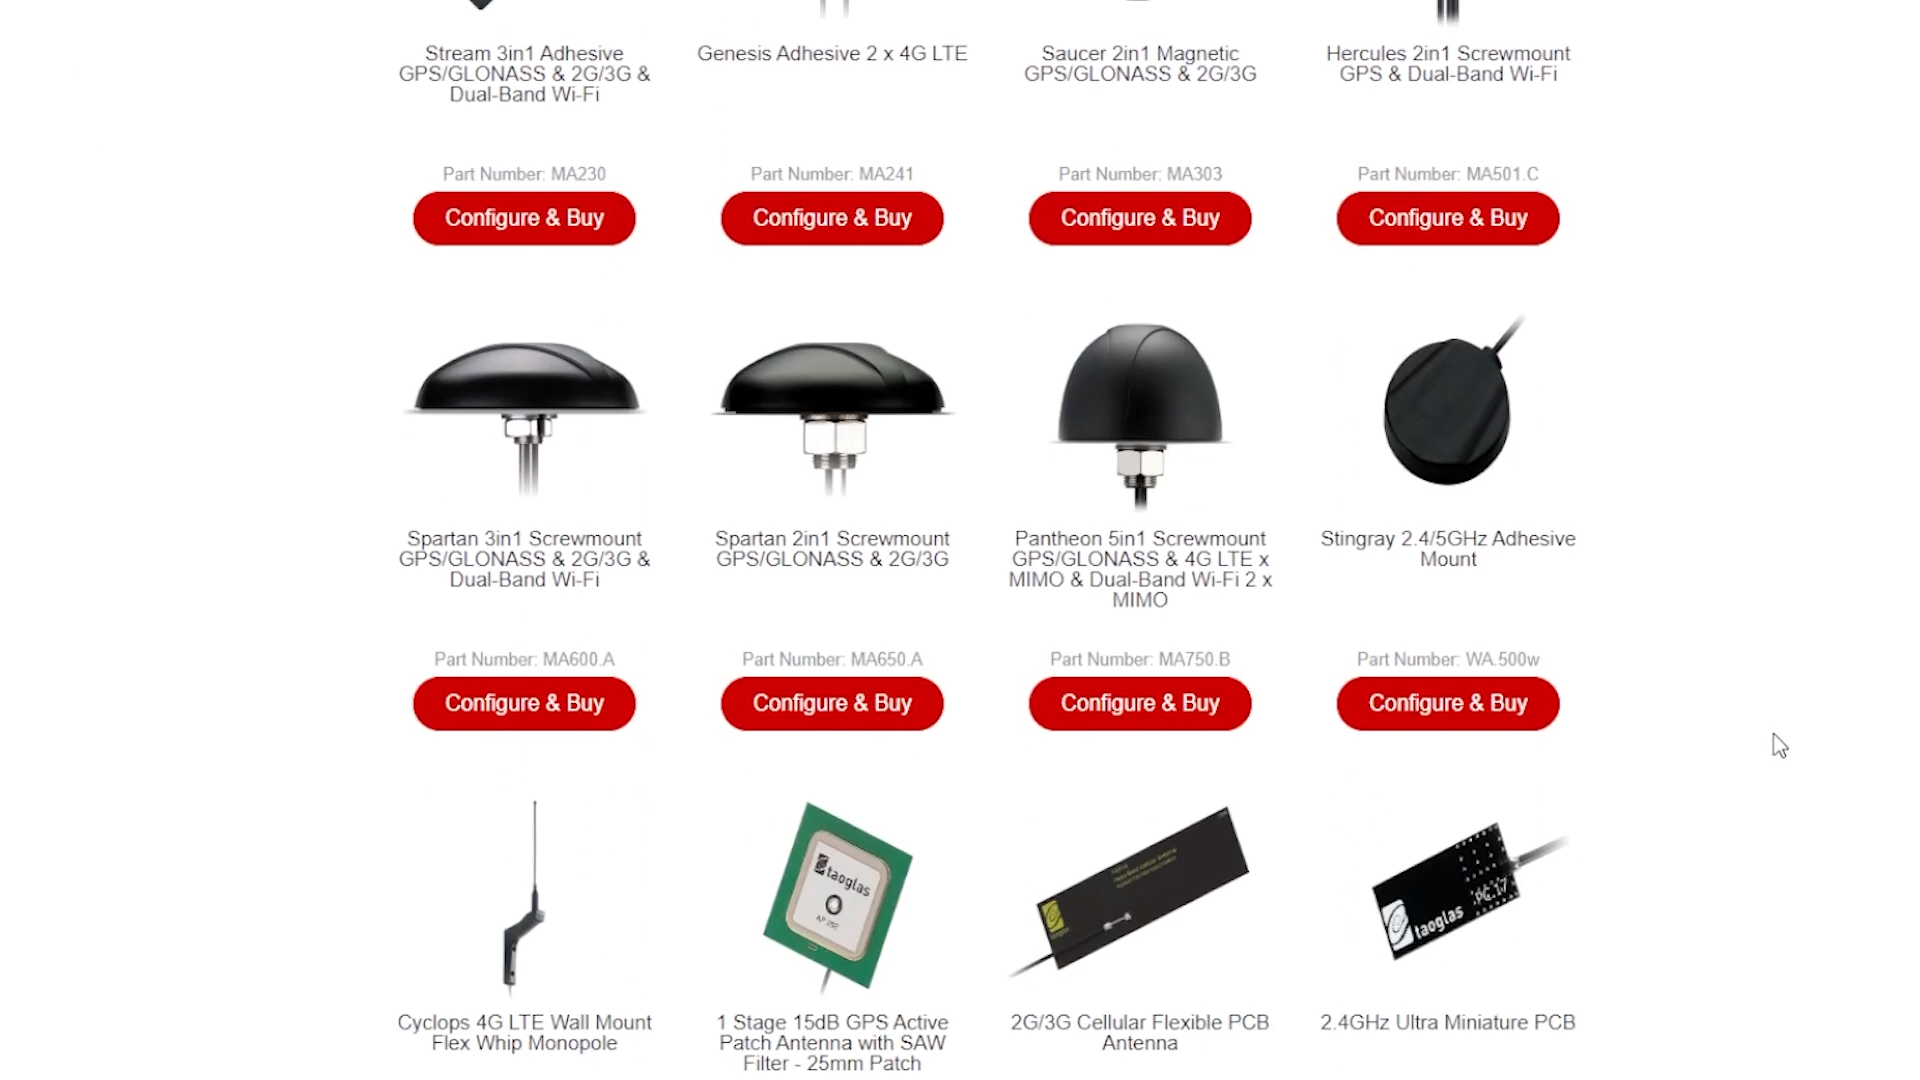 Stream 3in1 Adhesive
GPS/GLONASS & 2G/3G &
Dual-Band Wi-Fi
Genesis Adhesive 2 x 4G LTE
Saucer 2in1 Magnetic
GPS/GLONASS & 2G/3G
Hercules 2in1 Screwmount
GPS & Dual-Band Wi-Fi
Part Number: MA230
Part Number: MA241
Part Number: MA303
Part Number: MA501.C
Configure & Buy
Configure & Buy
Configure & Buy
Configure & Buy
Spartan 3in1 Screwmount
GPS/GLONASS & 2G/3G &
Dual-Band Wi-Fi
Spartan 2in1 Screwmount
GPS/GLONASS & 2G/3G
Pantheon 5in1 Screwmount
GPS/GLONASS & 4G LTE x
MIMO & Dual-Band Wi-Fi 2 x
MIMO
Stingray 2.4/5GHz Adhesive
Mount
Part Number: MA600.A
Part Number: MA650.A
Part Number: MA750.B
Part Number: WA.500w
Configure & Buy
Configure & Buy
Configure & Buy
Configure & Buy
taoglas
taoglas
PC.17
Cyclops 4G LTE Wall Mount
Flex Whip Monopole
1 Stage 15dB GPS Active
Patch Antenna with SAW
Filter - 25mm Patch
2G/3G Cellular Flexible PCB
Antenna
2.4GHz Ultra Miniature PCB